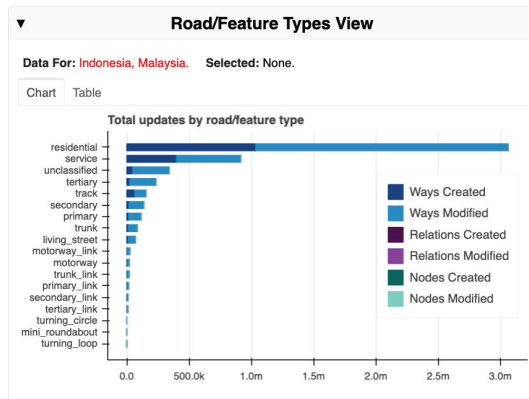 ▼ Road/Feature Types View
Data For: Indonesia, Malaysia. Selected: None.
Chart Table
Total updates by road/feature type
residential
service
unclassified
tertiary
track
secondary
primary
trunk
living_street
motorway_link
motorway
trunk_link
primary_link
secondary_link
tertiary_link
turning_circle
mini_roundabout
turning_loop
Ways Created
Ways Modified
Relations Created
Relations Modified
Nodes Created
Nodes Modified
0.0 500.0k 1.0m 1.5m 2.0m 2.5m 3.0m